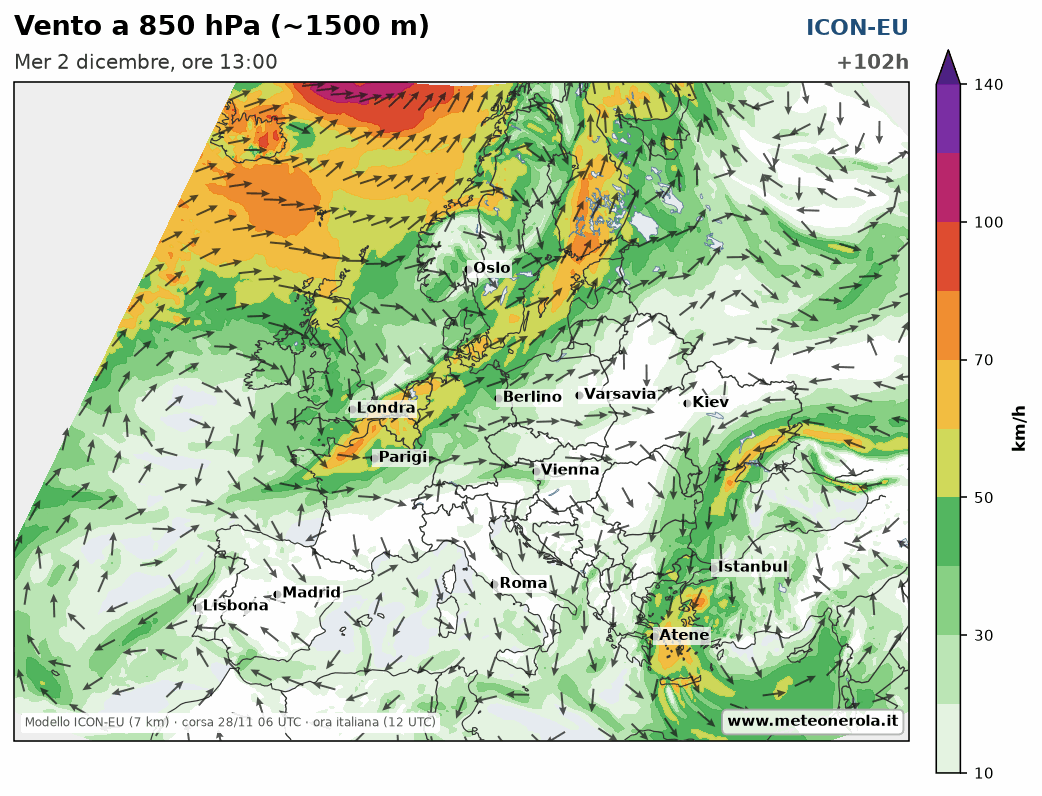 Vento a 850 hPa (~1500 m)
ICON-EU
Mer 2 dicembre, ore 13:00
+102h
140
100
70
50
30
10
km/h
Oslo
Londra
Berlino
Varsavia
Kiev
Parigi
Vienna
Istanbul
Roma
Madrid
Lisbona
Atene
Modello ICON-EU (7 km) · corsa 28/11 06 UTC · ora italiana (12 UTC)
www.meteonerola.it